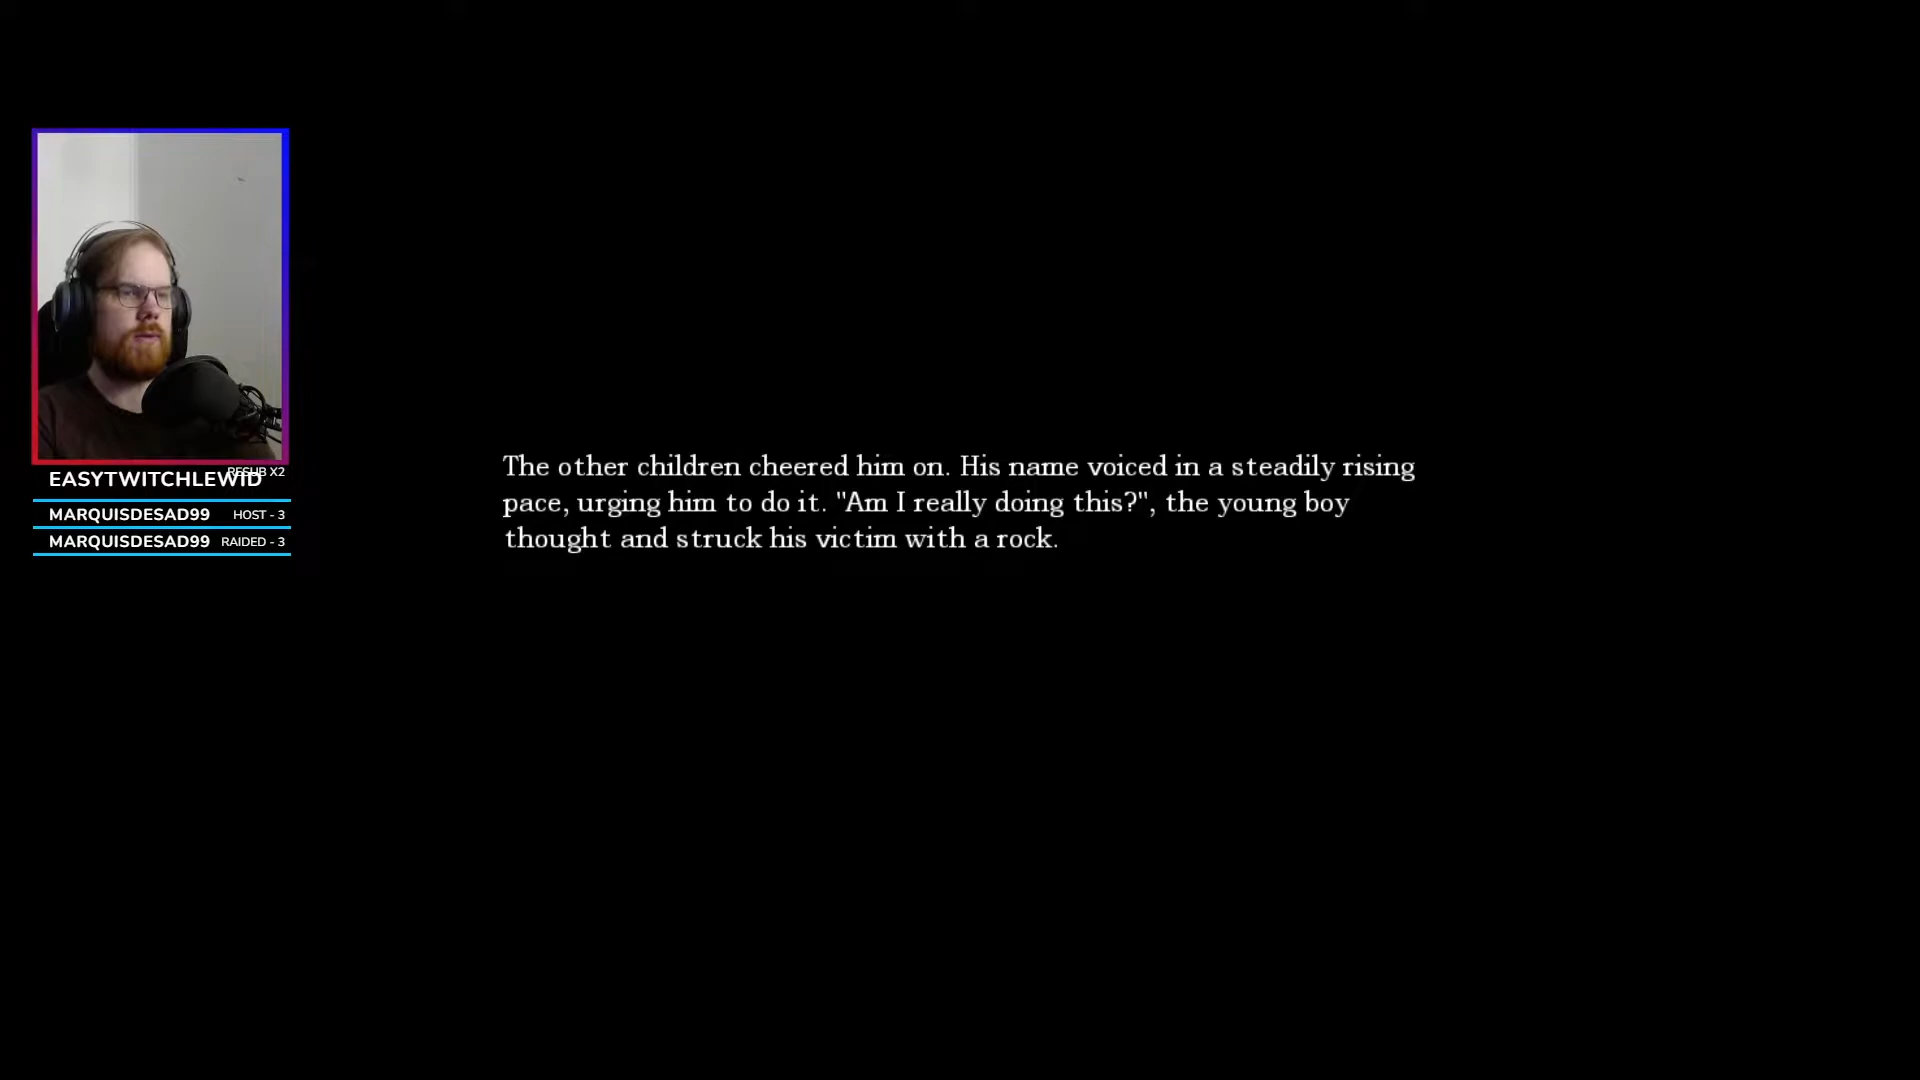 EASYTWITCHLEWID RESUB X2
MARQUISDESAD99 HOST - 3
MARQUISDESAD99 RAIDED - 3
The other children cheered him on. His name voiced in a steadily rising
pace, urging him to do it. "Am I really doing this?", the young boy
thought and struck his victim with a rock.